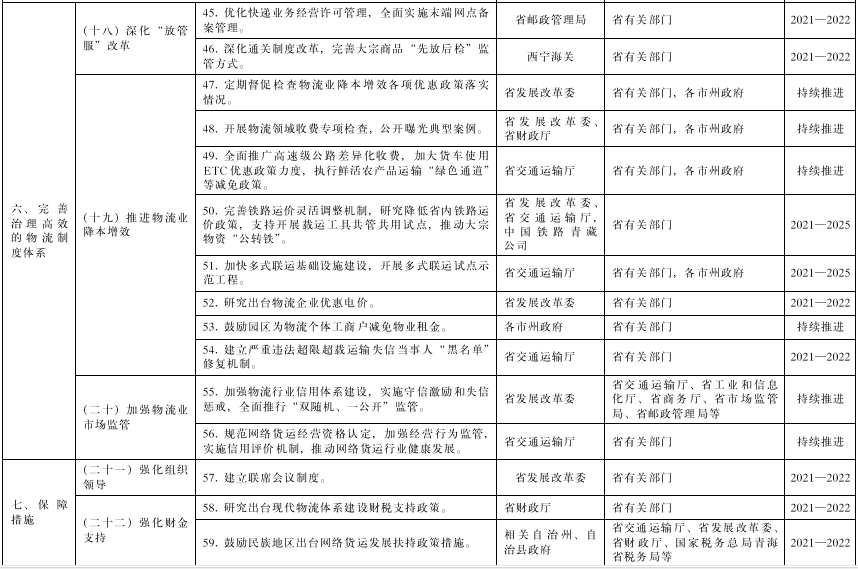 六、完善
治理高效
的物流制
度体系
(十八)深化“放管
服”改革
45. 优化快递业务经营许可管理,全面实施末端网点备
案管理。
省邮政管理局
省有关部门
2021—2022
46. 深化通关制度改革,完善大宗商品“先放后检”监
管方式。
西宁海关
省有关部门
2021—2022
(十九)推进物流业
降本增效
47. 定期督促检查物流业降本增效各项优惠政策落实
情况。
省发展改革委
省有关部门,各市州政府
持续推进
48. 开展物流领域收费专项检查,公开曝光典型案例。
省发展改革委、
省财政厅
省有关部门,各市州政府
持续推进
49. 全面推广高速级公路差异化收费,加大货车使用
ETC优惠政策力度,执行鲜活农产品运输“绿色通道”
等减免政策。
省交通运输厅
省有关部门,各市州政府
持续推进
50. 完善铁路运价灵活调整机制,研究降低省内铁路运
价政策,支持开展载运工具共管共用试点,推动大宗
物资“公转铁”。
省发展改革委、
省交通运输厅,
中国铁路青藏
公司
省有关部门
2021—2025
51. 加快多式联运基础设施建设,开展多式联运试点示
范工程。
省交通运输厅
省有关部门,各市州政府
2021—2025
52. 研究出台物流企业优惠电价。
省发展改革委
省有关部门
2021—2022
53. 鼓励园区为物流个体工商户减免物业租金。
各市州政府
省有关部门
持续推进
54. 建立严重违法超限超载运输失信当事人“黑名单”
修复机制。
省交通运输厅
省有关部门
2021—2022
(二十)加强物流业
市场监管
55. 加强物流行业信用体系建设,实施守信激励和失信
惩戒,全面推行“双随机、一公开”监管。
省发展改革委
省交通运输厅、省工业和信息
化厅、省商务厅、省市场监管
局、省邮政管理局等
持续推进
56. 规范网络货运经营资格认定,加强经营行为监管,
实施信用评价机制,推动网络货运行业健康发展。
省交通运输厅
省有关部门
持续推进
七、保障
措施
(二十一)强化组织
领导
57. 建立联席会议制度。
省发展改革委
省有关部门
2021—2022
(二十二)强化财金
支持
58. 研究出台现代物流体系建设财税支持政策。
省财政厅
省有关部门
2021—2022
59. 鼓励民族地区出台网络货运发展扶持政策措施。
相关自治州、自
治县政府
省交通运输厅、省发展改革委、
省财政厅、国家税务总局青海
省税务局等
2021—2022